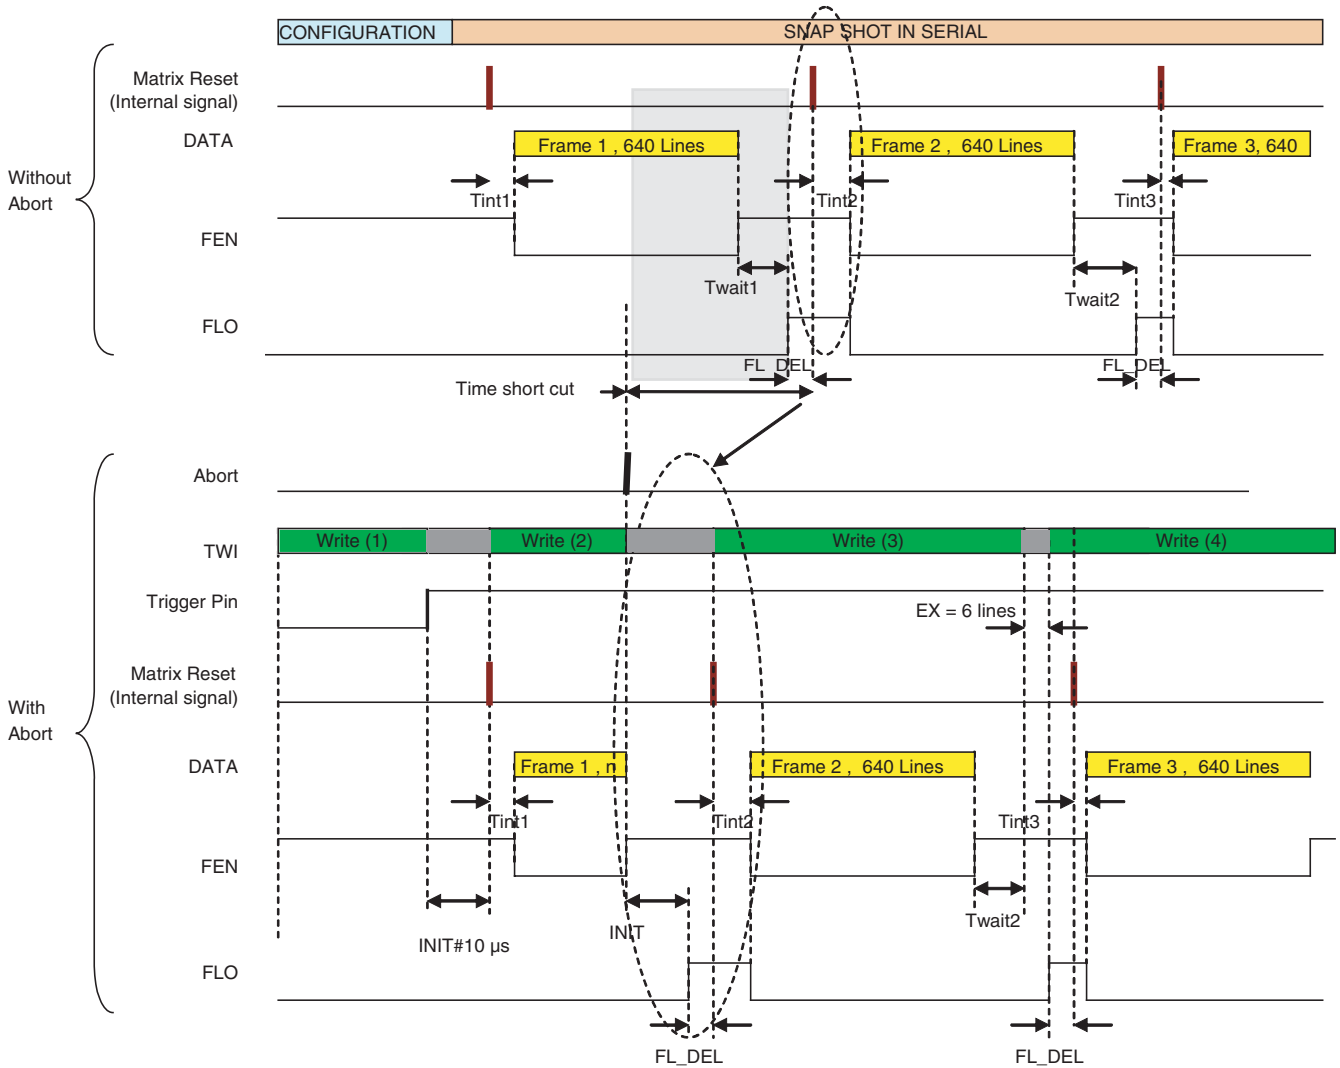 CONFIGURATION SNAP SHOT IN SERIAL
Matrix Reset
(Internal signal)
DATA
Frame 1 , 640 Lines
Frame 2 , 640 Lines
Frame 3, 640
Without
Abort
Tint1
Tint2
Tint3
FEN
Twait1
Twait2
FLO
FL_DEL
FL_DEL
Time short cut
Abort
TWI
Write (1)
Write (2)
Write (3)
Write (4)
Trigger Pin
EX = 6 lines
Matrix Reset
(Internal signal)
With
Abort
DATA
Frame 1 , n
Frame 2 , 640 Lines
Frame 3 , 640 Lines
Tint1
Tint2
Tint3
FEN
Twait2
INIT#10 µs
INIT
FLO
FL_DEL
FL_DEL